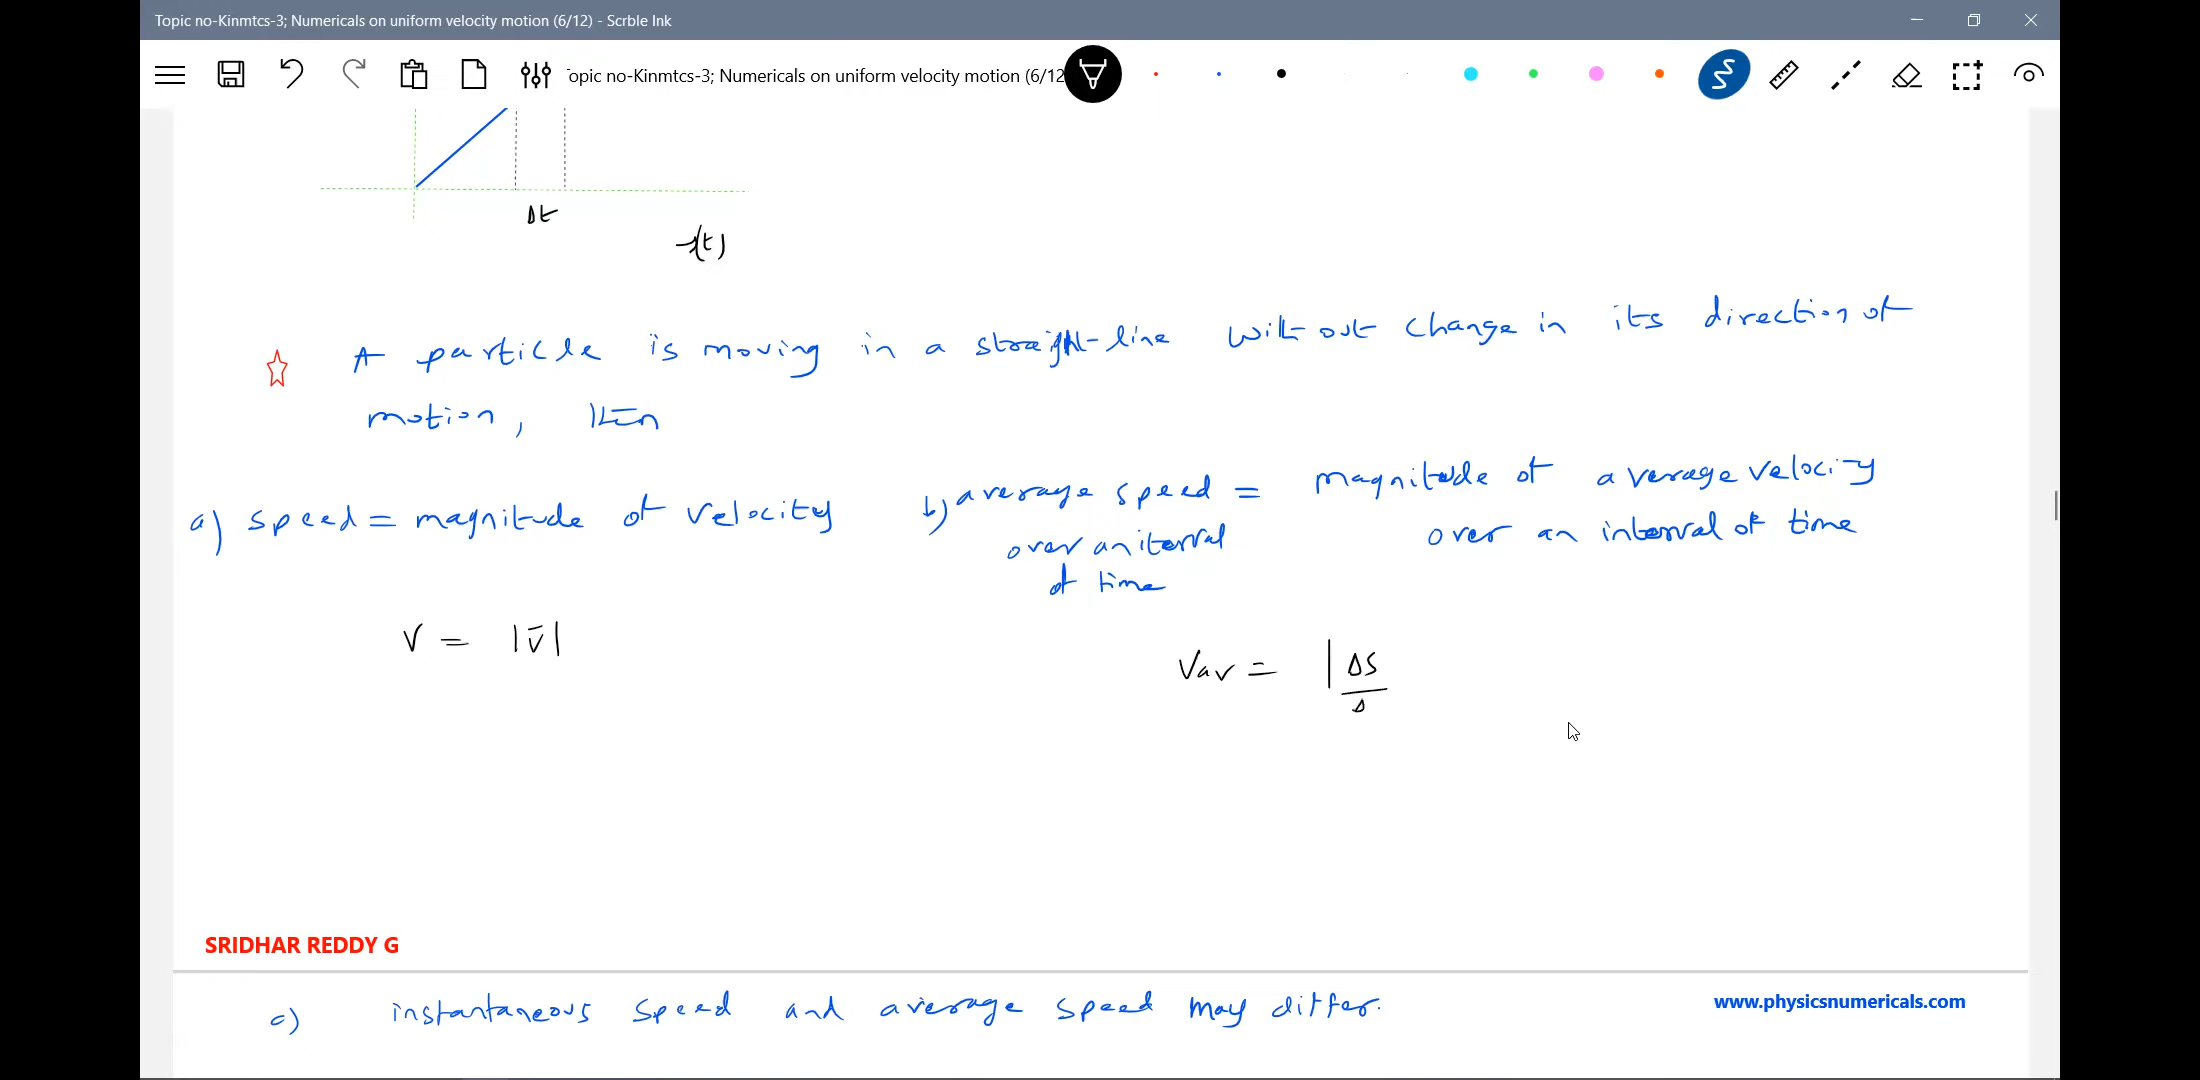 Topic no-Kinmtcs-3; Numericals on uniform velocity motion (6/12) - Scrble Ink
opic no-Kinmtcs-3; Numericals on uniform velocity motion (6/12
Δt
(t)
A particle is moving in a straight line without change in its direction of
motion, then
a) speed = magnitude of velocity
b) average speed = magnitude of average velocity
over an iterval over an interval of time
of time
V = |v̄|
Vav = |ΔS
Δ
SRIDHAR REDDY G
c) instantaneous speed and average speed may differ.
www.physicsnumericals.com